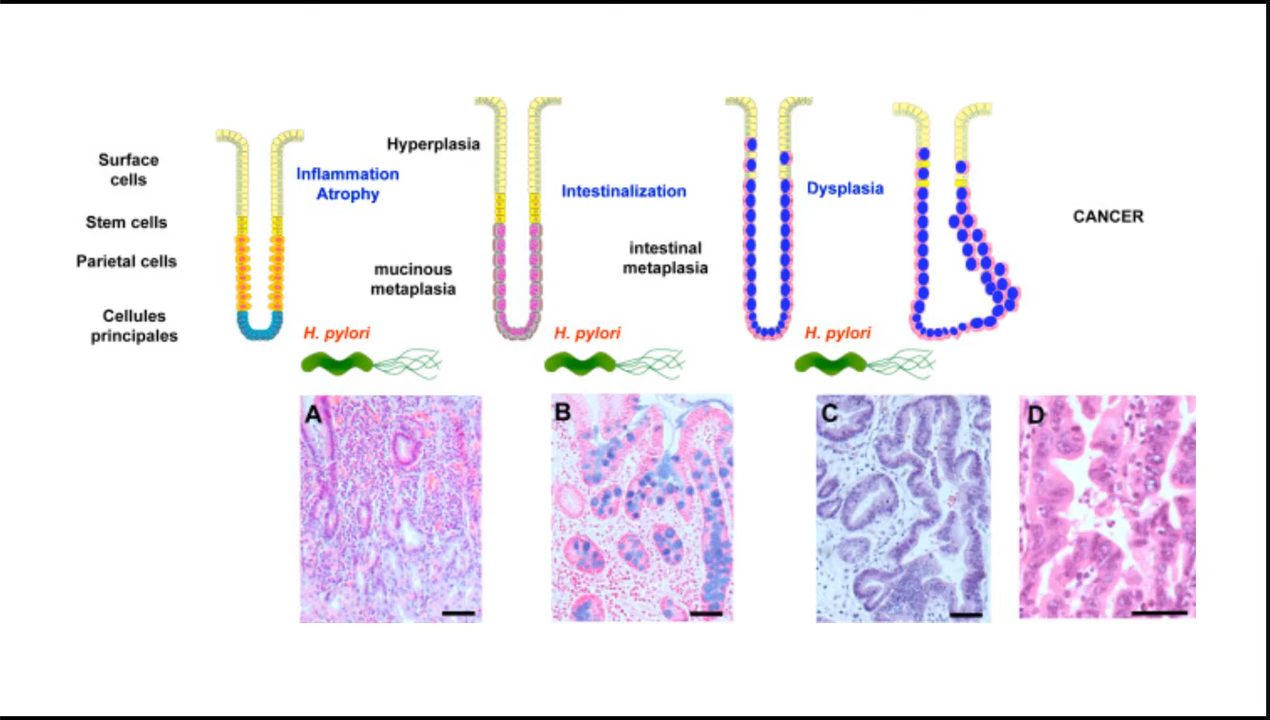 Surface
cells
Stem cells
Parietal cells
Cellules
principales
Inflammation
Atrophy
Hyperplasia
mucinous
metaplasia
H. pylori
Intestinalization
intestinal
metaplasia
H. pylori
Dysplasia
H. pylori
CANCER
A
B
C
D